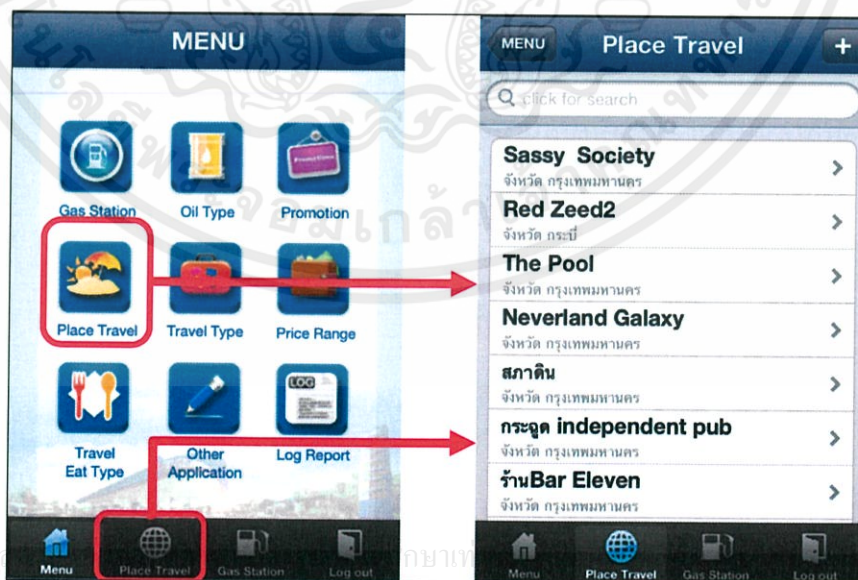 MENU
Gas Station
Oil Type
Promotion
Place Travel
Travel Type
Price Range
LOG
Travel
Eat Type
Other
Application
Log Report
Menu
Place Travel
Gas Station
Log out
MENU
Place Travel
+
click for search
Sassy Society
จังหวัด กรุงเทพมหานคร
Red Zeed2
จังหวัด กระบี่
The Pool
จังหวัด กรุงเทพมหานคร
Neverland Galaxy
จังหวัด กรุงเทพมหานคร
สภาดิน
จังหวัด กรุงเทพมหานคร
กระฉูด independent pub
จังหวัด กรุงเทพมหานคร
ร้านBar Eleven
จังหวัด กรุงเทพมหานคร
Menu
Place Travel
Gas Station
Log out